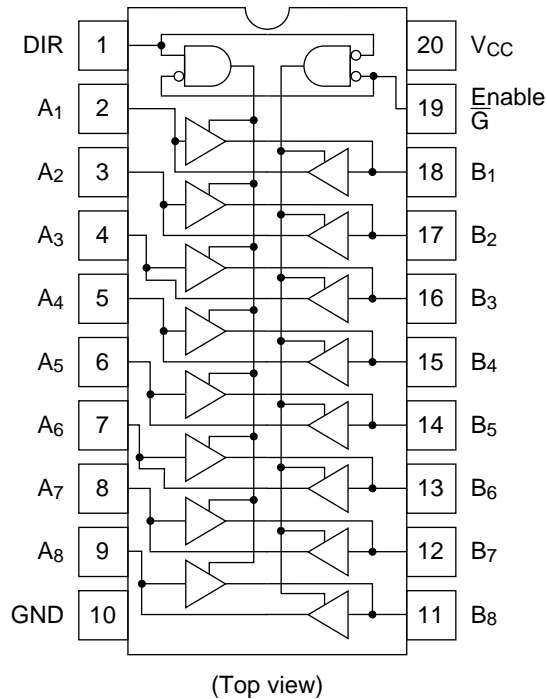 DIR 1 20 VCC
A1 2 19 Enable G̅
A2 3 18 B1
A3 4 17 B2
A4 5 16 B3
A5 6 15 B4
A6 7 14 B5
A7 8 13 B6
A8 9 12 B7
GND 10 11 B8
(Top view)